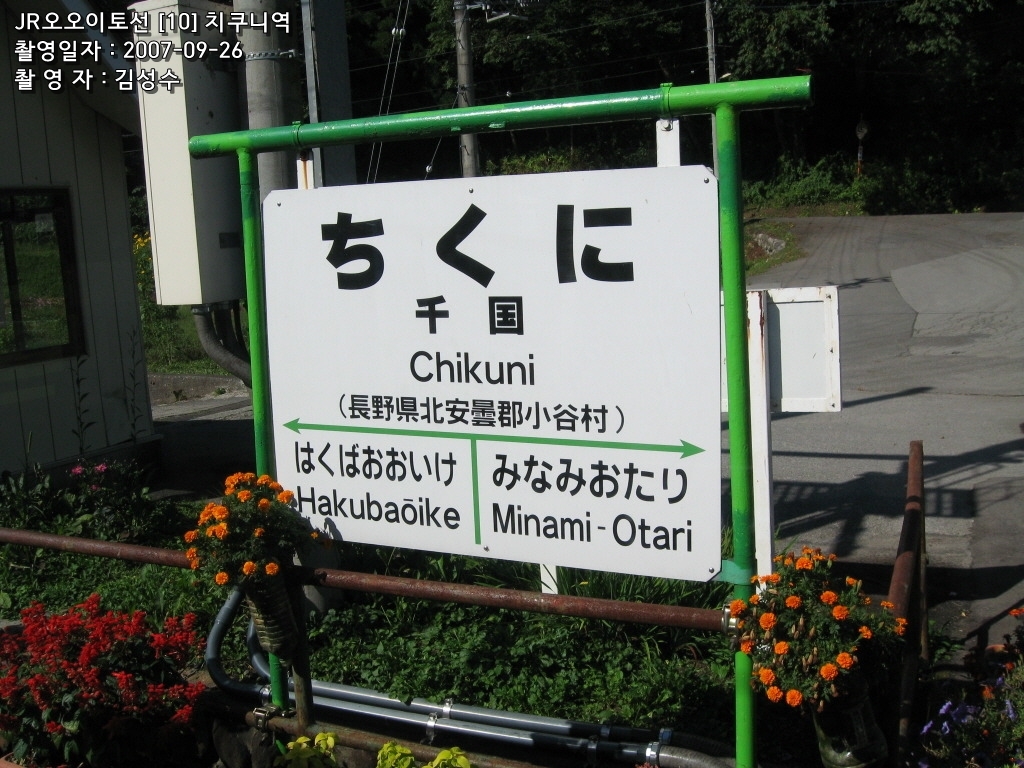 JR오오이토선 [10] 치쿠니역
촬영일자 : 2007-09-26
촬 영 자 : 김성수
ちくに
千国
Chikuni
（長野県北安曇郡小谷村）
はくばおおいけ
Hakubaōike
みなみおたり
Minami-Otari